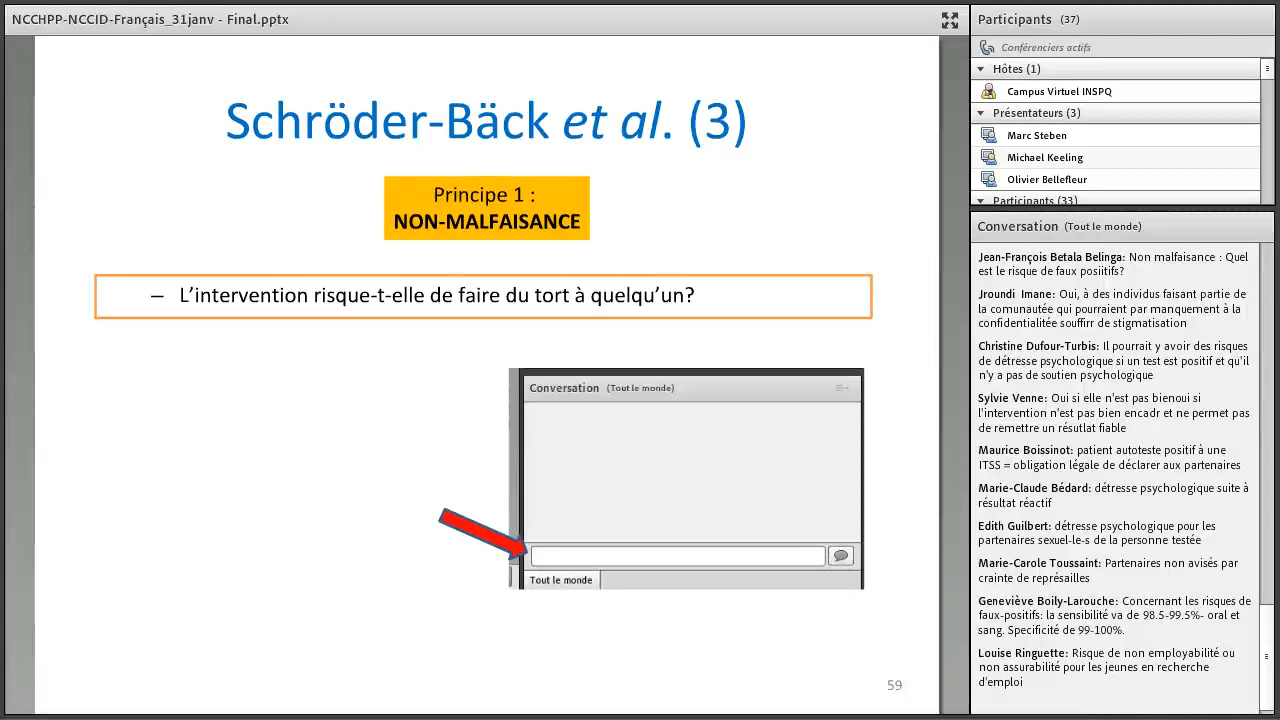 NCCHPP-NCCID-Français_31janv - Final.pptx
Schröder-Bäck et al. (3)
Principe 1 :
NON-MALFAISANCE
– L'intervention risque-t-elle de faire du tort à quelqu'un?
Conversation (Tout le monde)
Tout le monde
59
Participants (37)
Conférenciers actifs
Hôtes (1)
Campus Virtuel INSPQ
Présentateurs (3)
Marc Steben
Michael Keeling
Olivier Bellefleur
Participants (33)
Conversation (Tout le monde)
Jean-François Betala Belinga: Non malfaisance : Quel
est le risque de faux posiitifs?
Jroundi Imane: Oui, à des individus faisant partie de
la comunautée qui pourraient par manquement à la
confidentialitée souffirr de stigmatisation
Christine Dufour-Turbis: Il pourrait y avoir des risques
de détresse psychologique si un test est positif et qu'il
n'y a pas de soutien psychologique
Sylvie Venne: Oui si elle n'est pas bienoui si
l'intervention n'est pas bien encadr et ne permet pas
de remettre un résutlat fiable
Maurice Boissinot: patient autoteste positif à une
ITSS = obligation légale de déclarer aux partenaires
Marie-Claude Bédard: détresse psychologique suite à
résultat réactif
Edith Guilbert: détresse psychologique pour les
partenaires sexuel-le-s de la personne testée
Marie-Carole Toussaint: Partenaires non avisés par
crainte de représailles
Geneviève Boily-Larouche: Concernant les risques de
faux-positifs: la sensibilité va de 98.5-99.5%- oral et
sang. Specificité de 99-100%.
Louise Ringuette: Risque de non employabilité ou
non assurabilité pour les jeunes en recherche
d'emploi